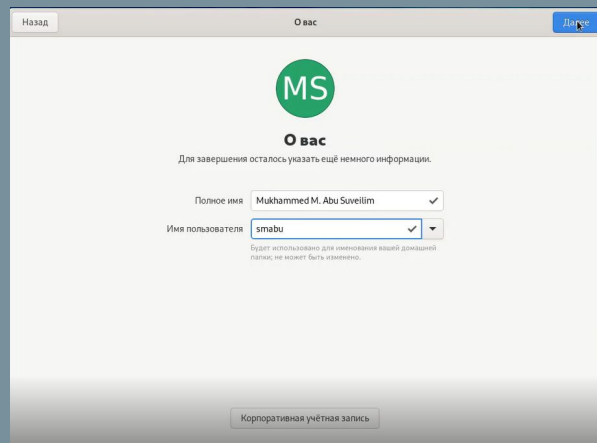 Назад О вас Далее
MS
О вас
Для завершения осталось указать ещё немного информации.
Полное имя Mukhammed M. Abu Suveilim
Имя пользователя smabu
Будет использовано для именования вашей домашней
папки; не может быть изменено.
Корпоративная учётная запись